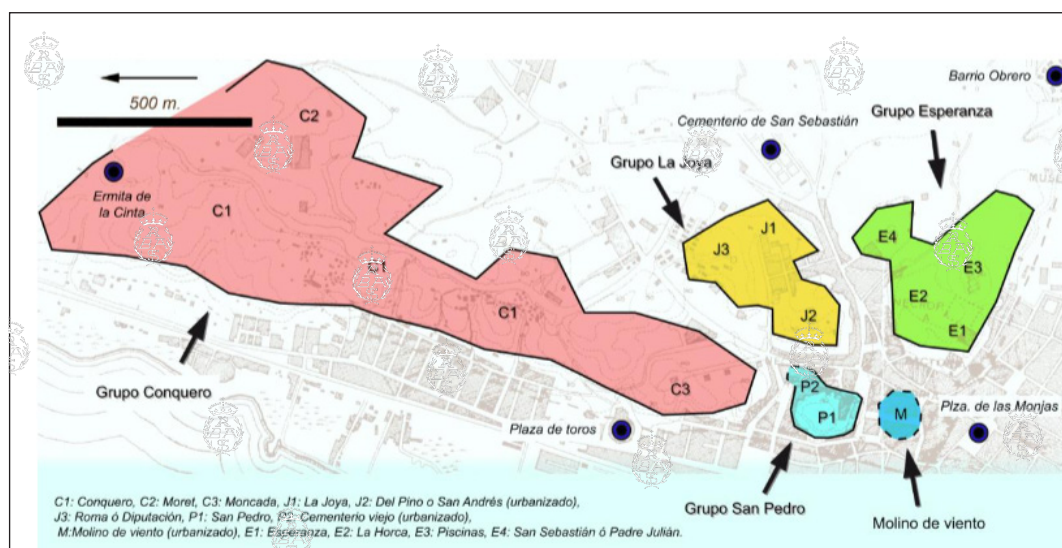 500 m.
Barrio Obrero
Grupo Esperanza
Cementerio de San Sebastián
C2
Grupo La Joya
Ermita de
la Cinta
C1
J1
J3
E4
C1
E3
E2
C1
J2
E1
Grupo Conquero
C3
P2
P1
M
Plza. de las Monjas
Plaza de toros
Grupo San Pedro
Molino de viento
C1: Conquero, C2: Moret, C3: Moncada, J1: La Joya, J2: Del Pino o San Andrés (urbanizado),
J3: Roma ó Diputación, P1: San Pedro, P2: Cementerio viejo (urbanizado),
M:Molino de viento (urbanizado), E1: Esperanza, E2: La Horca, E3: Piscinas, E4: San Sebastián ó Padre Julián.